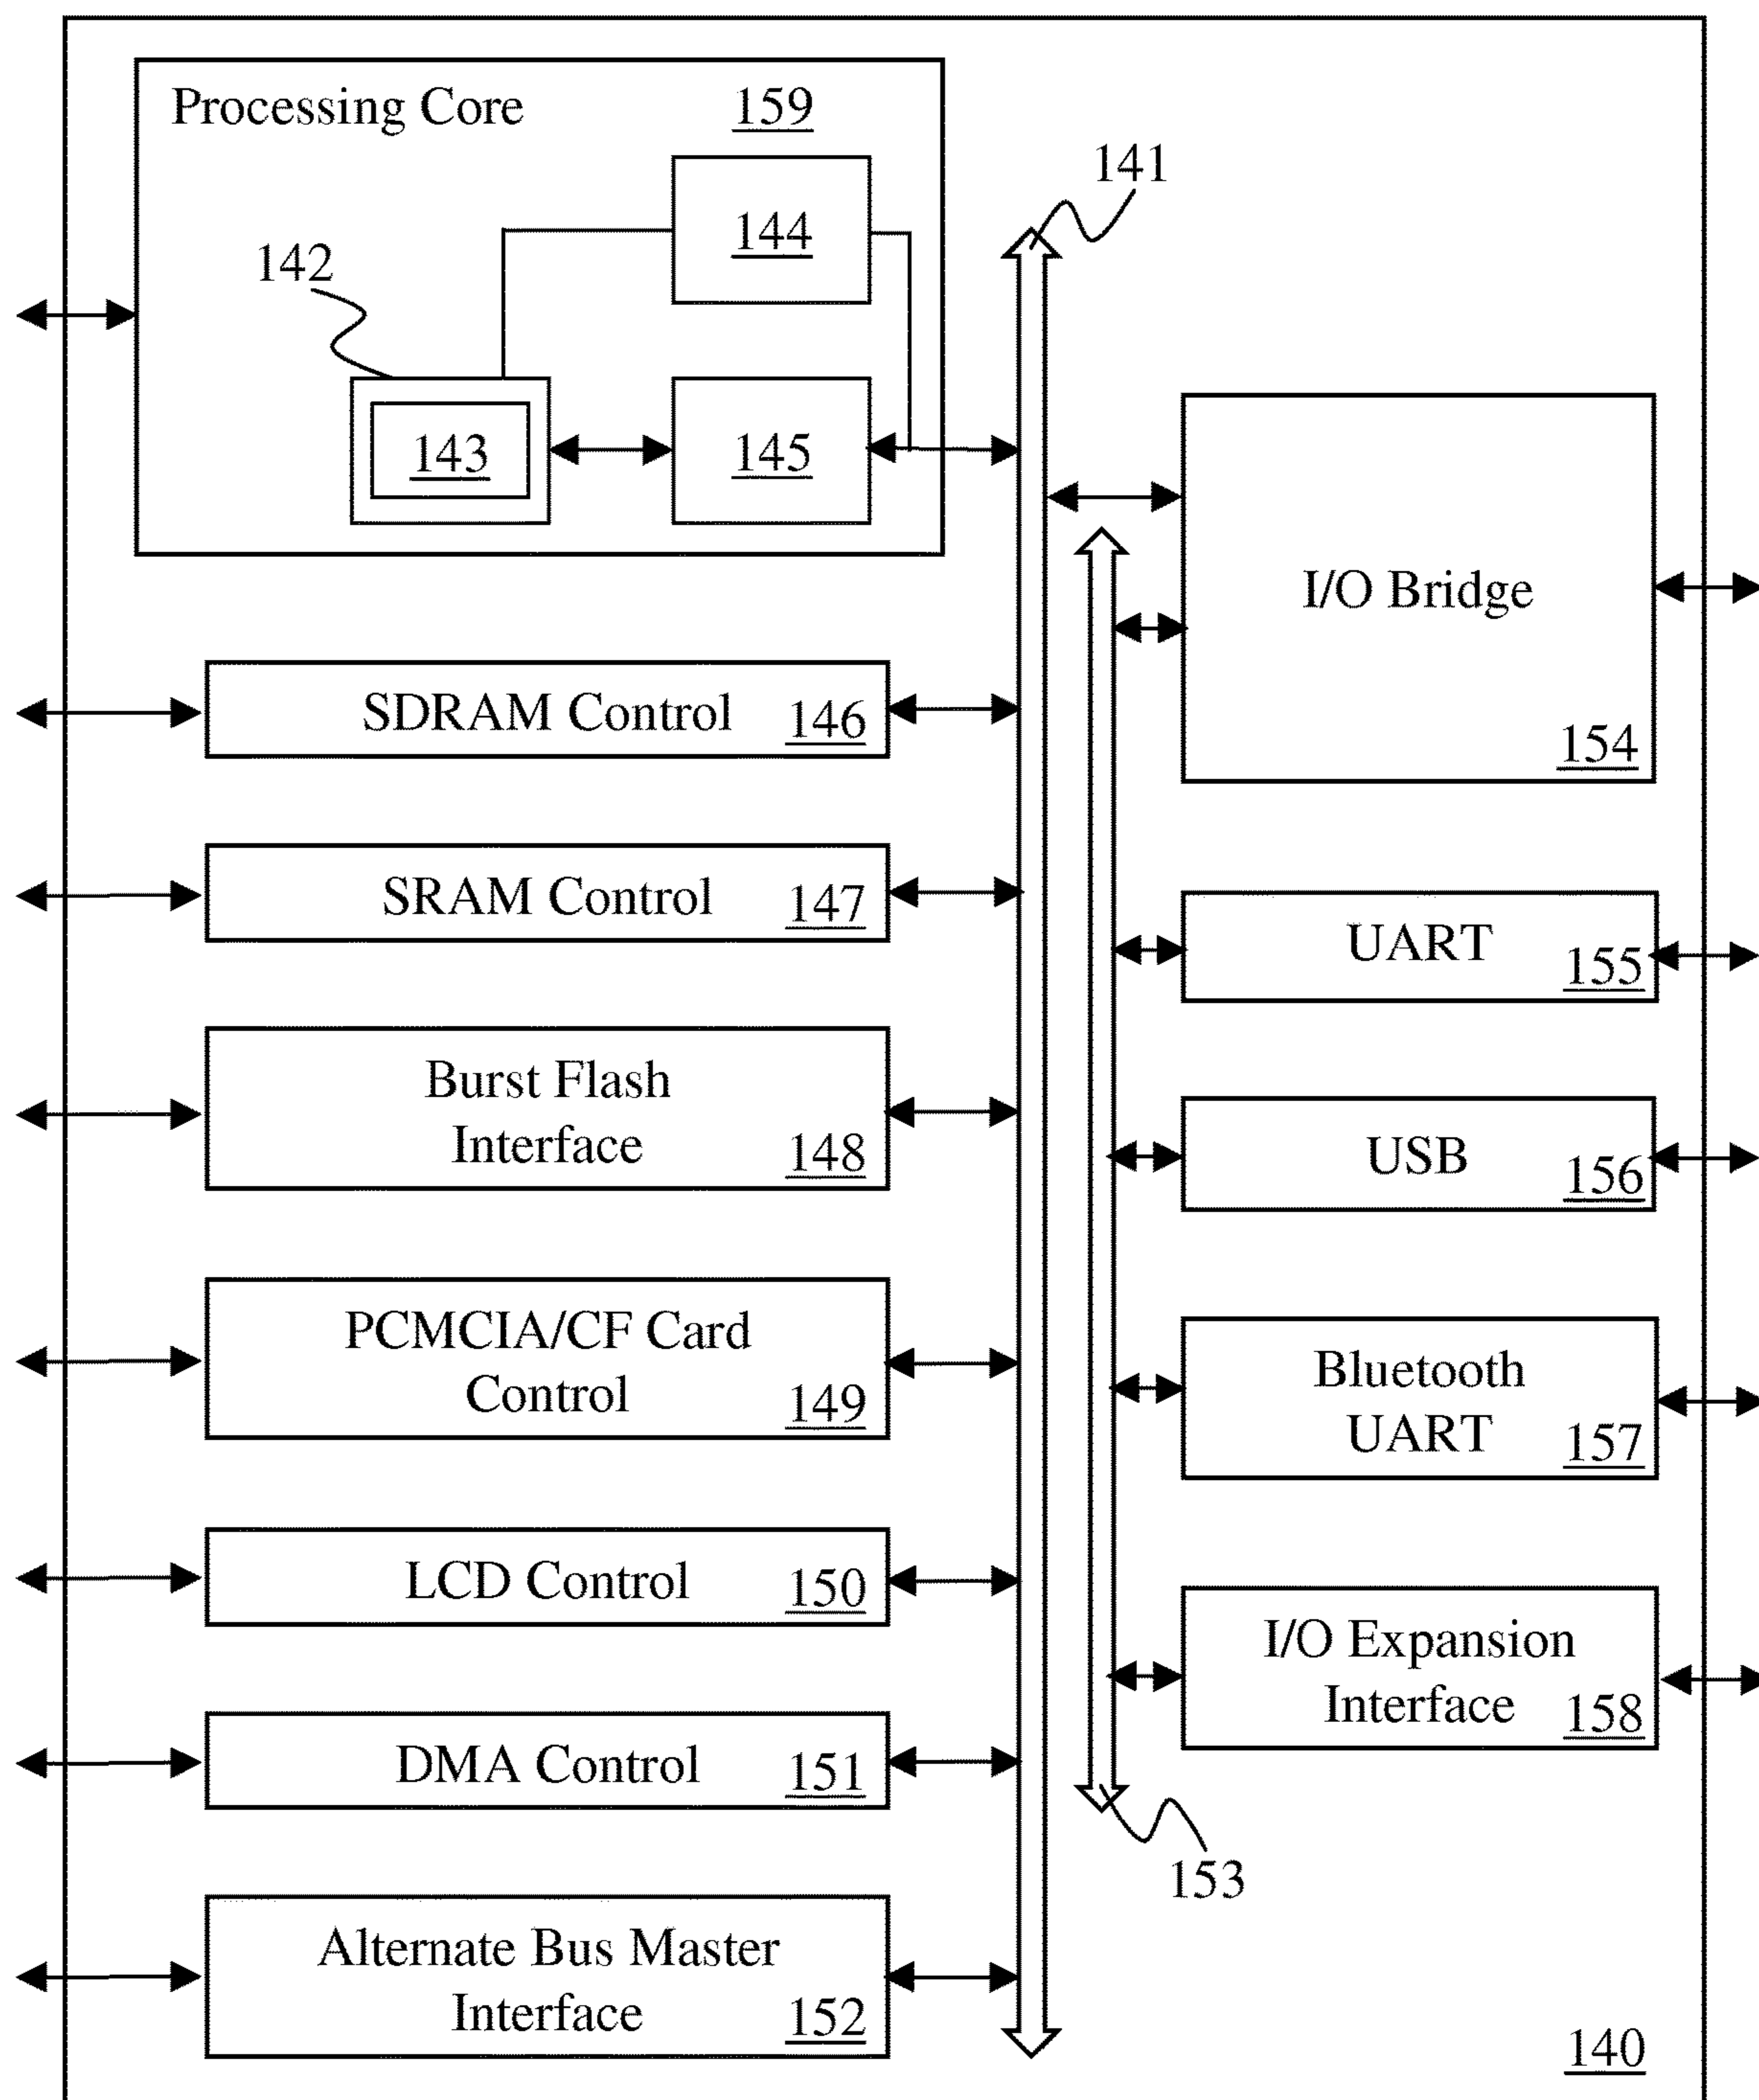 Processing Core 159
144
142
143
145
141
SDRAM Control 146
SRAM Control 147
Burst Flash
Interface 148
PCMCIA/CF Card
Control 149
LCD Control 150
DMA Control 151
Alternate Bus Master
Interface 152
I/O Bridge
154
UART 155
USB 156
Bluetooth
UART 157
I/O Expansion
Interface 158
153
140